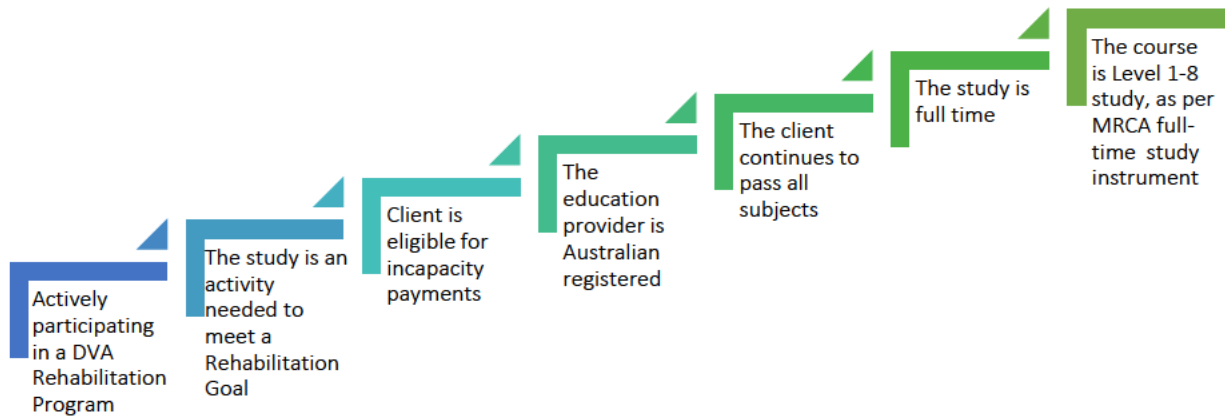 Actively
participating
in a DVA
Rehabilitation
Program
The study is an
activity
needed to
meet a
Rehabilitation
Goal
Client is
eligible for
incapacity
payments
The
education
provider is
Australian
registered
The client
continues to
pass all
subjects
The study is
full time
The course
is Level 1-8
study, as per
MRCA full-
time study
instrument